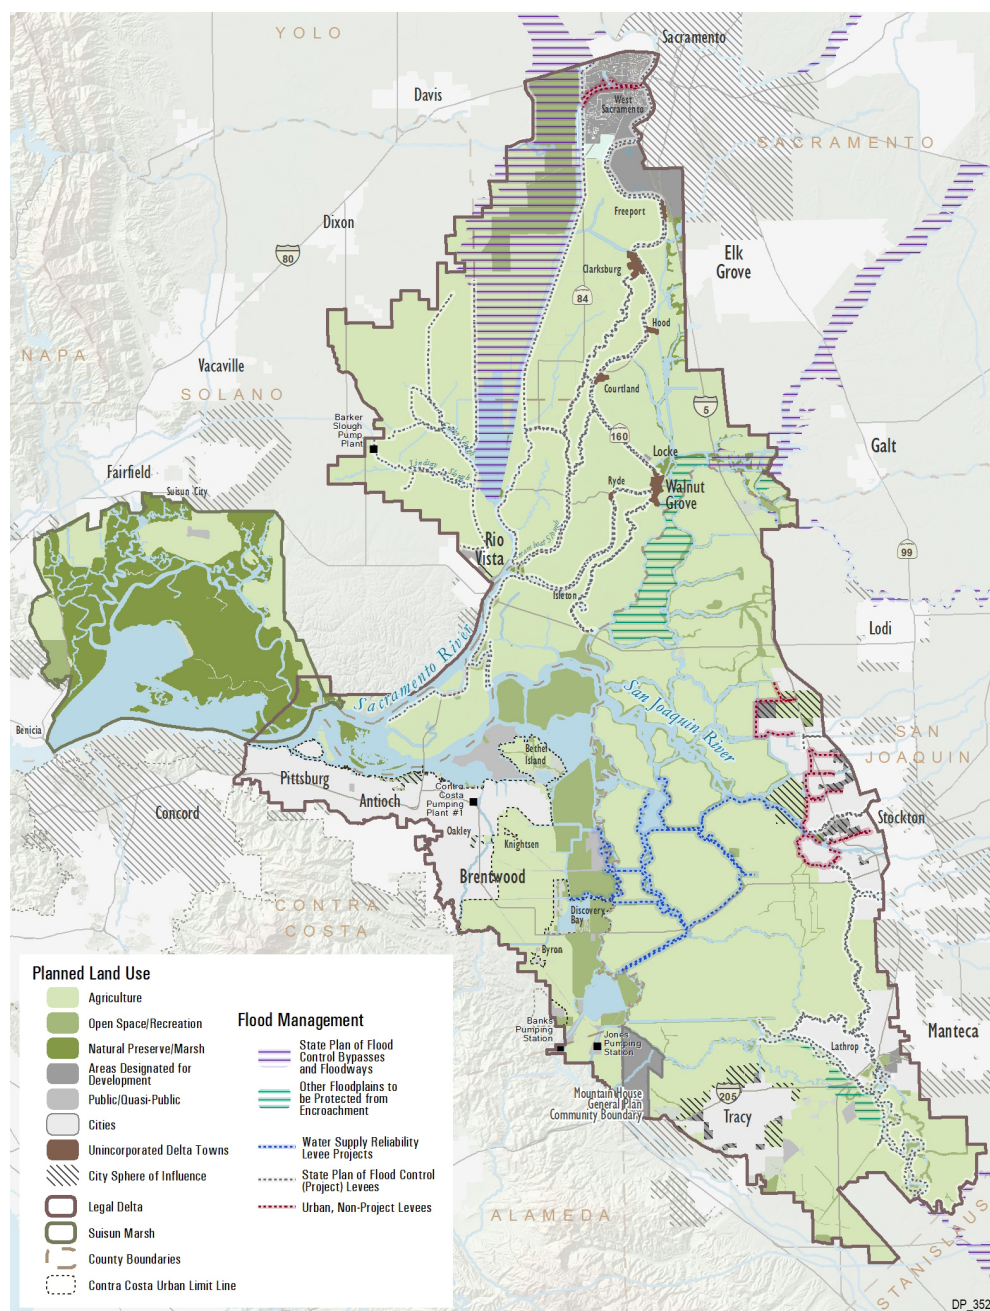 YOLO
Sacramento
Davis
West
Sacramento
SACRAMENTO
Dixon
80
Freeport
Elk
Grove
Clarksburg
84
Hood
NAPA
Vacaville
SOLANO
Courtland
5
Barker
Slough
Pump
Plant
160
Galt
Locke
Fairfield
Suisun City
Lindsey Slough
Ryde
Walnut
Grove
Rio
Vista
Steamboat Slough
99
Isleton
Lodi
Sacramento River
San Joaquin River
Benicia
SAN
JOAQUIN
Bethel
Island
Pittsburg
Antioch
Contra
Costa
Pumping
Plant #1
Concord
Stockton
Oakley
Knightsen
Brentwood
CONTRA
COSTA
Discovery
Bay
Byron
Banks
Pumping
Station
Jones
Pumping
Station
Manteca
Lathrop
Mountain House
General Plan
Community Boundary
205
Tracy
ALAMEDA
STANISLAUS
Planned Land Use
Agriculture
Open Space/Recreation
Natural Preserve/Marsh
Areas Designated for
Development
Public/Quasi-Public
Cities
Unincorporated Delta Towns
City Sphere of Influence
Legal Delta
Suisun Marsh
County Boundaries
Contra Costa Urban Limit Line
Flood Management
State Plan of Flood
Control Bypasses
and Floodways
Other Floodplains to
be Protected from
Encroachment
Water Supply Reliability
Levee Projects
State Plan of Flood Control
(Project) Levees
Urban, Non-Project Levees
DP_352